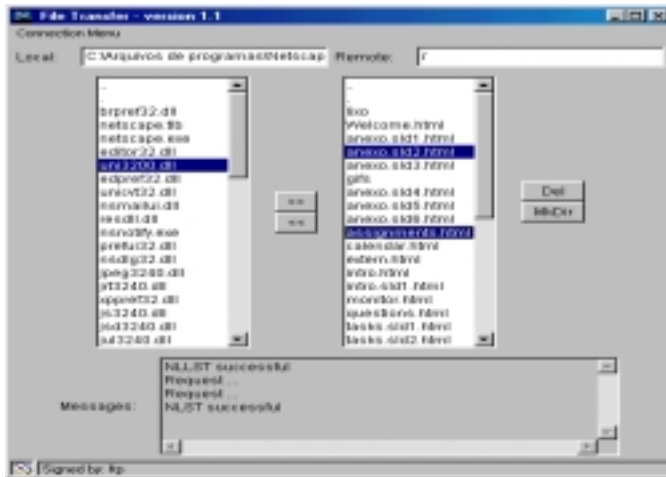 File Transfer - version 1.1
Connection Menu
Local: C:\Arquivos de programas\Netscap Remote: /
..
.
brpref32.dll
netscape.tlb
netscape.exe
editor32.dll
uni3200.dll
edpref32.dll
unicvt32.dll
nsmailui.dll
resdll.dll
nsnotify.exe
prefui32.dll
nsdlg32.dll
jpeg3240.dll
jrt3240.dll
xppref32.dll
js3240.dll
jsd3240.dll
..
.
lixo
Welcome.html
anexo.sld1.html
anexo.sld2.html
anexo.sld3.html
gifs
anexo.sld4.html
anexo.sld5.html
anexo.sld6.html
assignments.html
calendar.html
extern.html
intro.html
intro.sld1.html
monitor.html
questions.html
tasks.sld1.html
tasks.sld2.html
<<
Del
MkDir
Messages:
NLLST successful
Request...
Request...
NLST successful
Signed by: